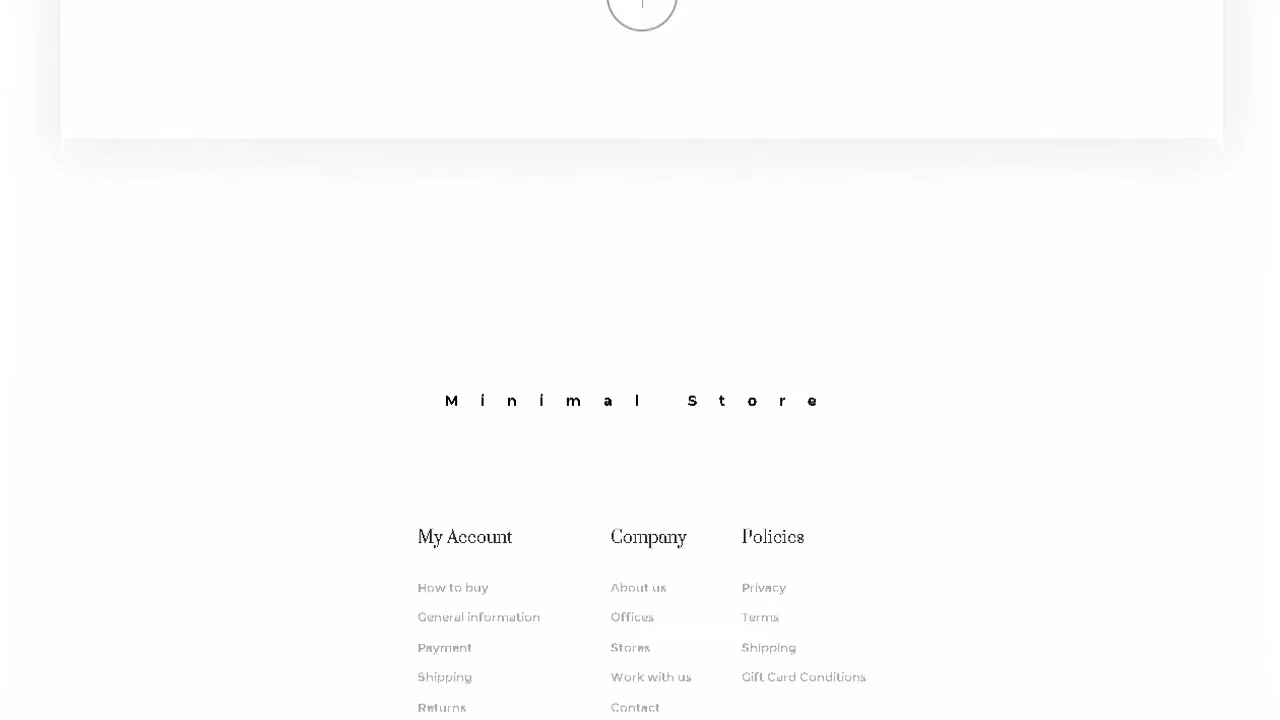 Minimal Store
My Account
How to buy
General information
Payment
Shipping
Returns
Company
About us
Offices
Stores
Work with us
Contact
Policies
Privacy
Terms
Shipping
Gift Card Conditions